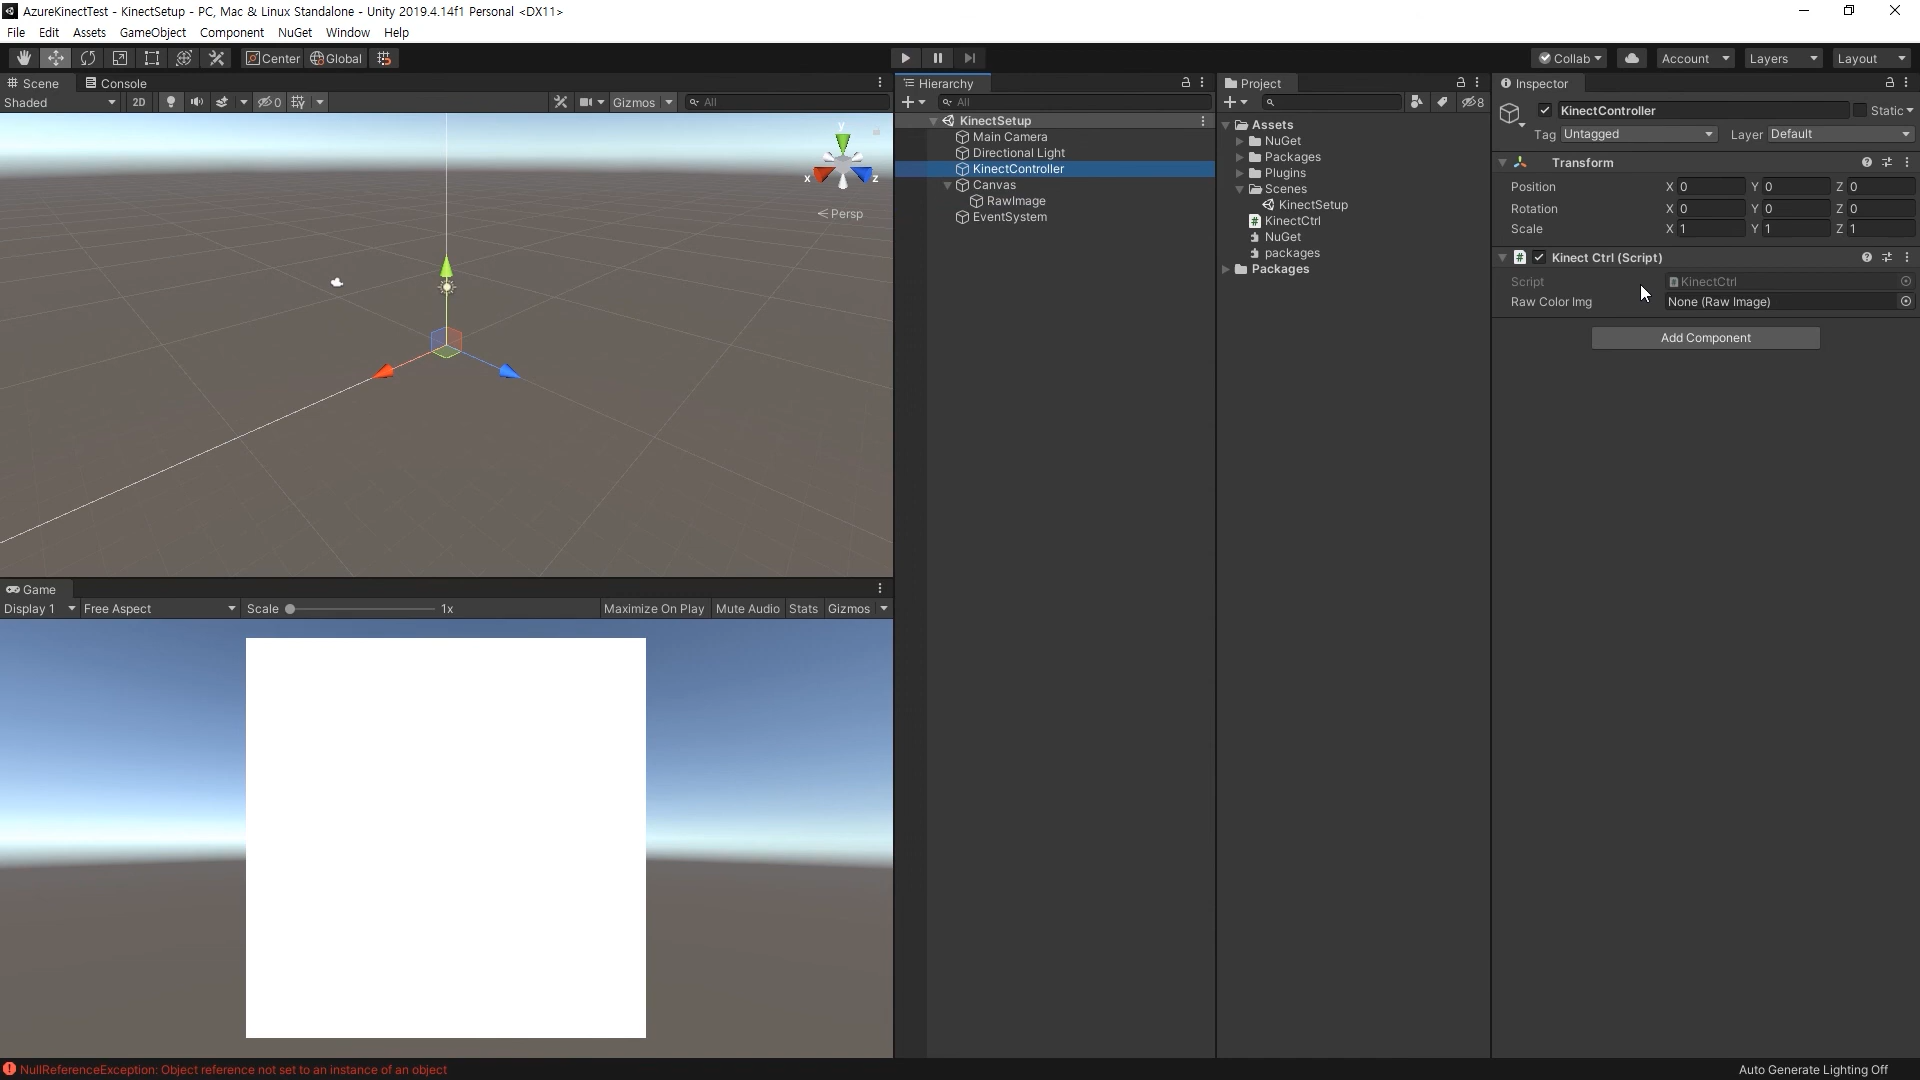 AzureKinectTest - KinectSetup - PC, Mac & Linux Standalone - Unity 2019.4.14f1 Personal <DX11>
File Edit Assets GameObject Component NuGet Window Help
Center Global Collab Account Layers Layout
Scene Console
Shaded 2D 0 Gizmos All
y
x z
Persp
Game
Display 1 Free Aspect Scale 1x Maximize On Play Mute Audio Stats Gizmos
Hierarchy
All
KinectSetup
Main Camera
Directional Light
KinectController
Canvas
RawImage
EventSystem
Project
8
Assets
NuGet
Packages
Plugins
Scenes
KinectSetup
KinectCtrl
NuGet
packages
Packages
Inspector
KinectController Static
Tag Untagged Layer Default
Transform
Position X 0 Y 0 Z 0
Rotation X 0 Y 0 Z 0
Scale X 1 Y 1 Z 1
Kinect Ctrl (Script)
Script KinectCtrl
Raw Color Img None (Raw Image)
Add Component
NullReferenceException: Object reference not set to an instance of an object
Auto Generate Lighting Off